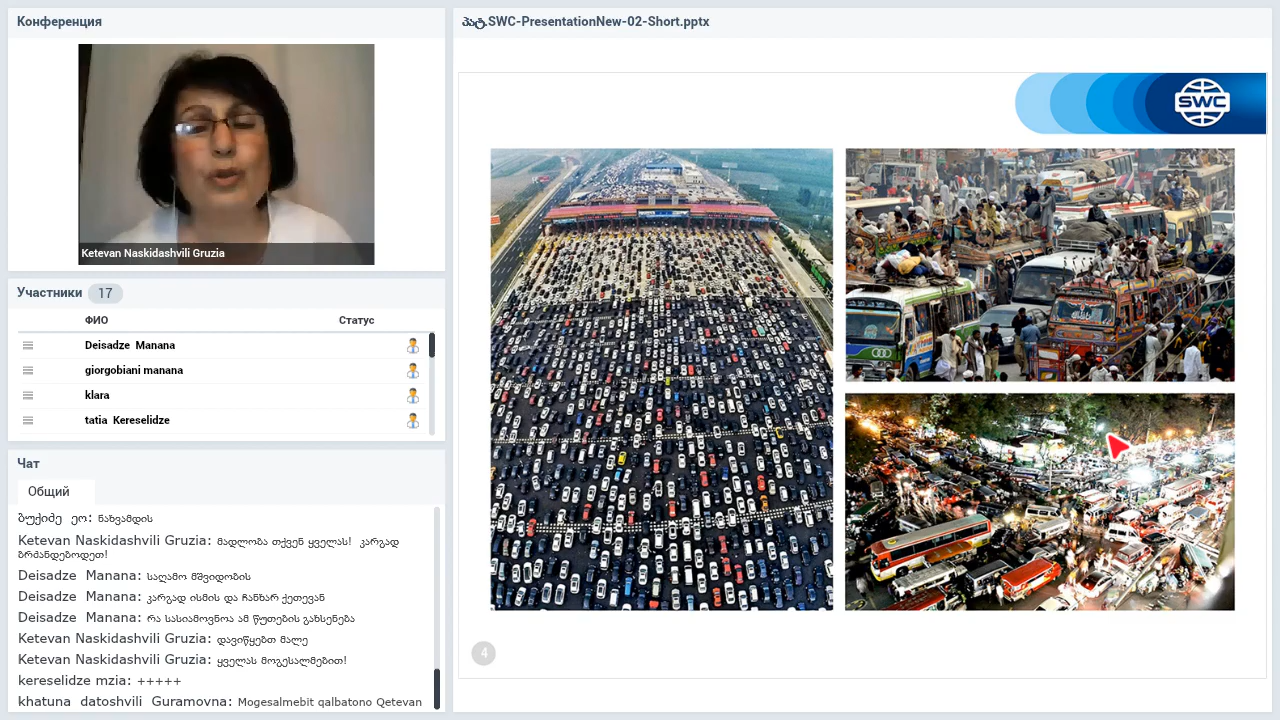 Конференция
Ketevan Naskidashvili Gruzia
Участники 17
ФИО Статус
Deisadze Manana
giorgobiani manana
klara
tatia Kereselidze
Чат
Общий
ბუქიძე ეო: ნახვამდის
Ketevan Naskidashvili Gruzia: მადლობა თქვენ ყველას! კარგად
ბრძანდებოდეთ!
Deisadze Manana: საღამო მშვიდობის
Deisadze Manana: კარგად ისმის და ჩანხარ ქეთევან
Deisadze Manana: რა სასიამოვნოა ამ წუთების გახსენება
Ketevan Naskidashvili Gruzia: დავიწყებთ მალე
Ketevan Naskidashvili Gruzia: ყველას მოგესალმებით!
kereselidze mzia: +++++
khatuna datoshvili Guramovna: Mogesalmebit qalbatono Qetevan
პატ.SWC-PresentationNew-02-Short.pptx
SWC
4